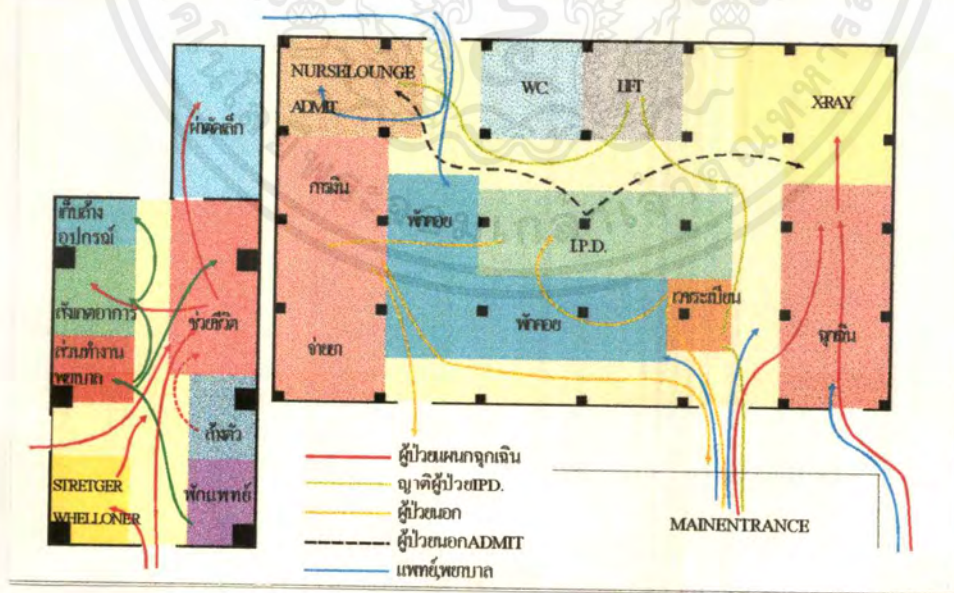 NURSELOUNGE
ADMIT
WC.
LIFT
X-RAY
ผ่าตัดเล็ก
การเงิน
พักคอย
I.P.D.
เวชระเบียน
เก็บล้าง
อุปกรณ์
สังเกตอาการ
ช่วยชีวิต
พักคอย
จ่ายยา
ฉุกเฉิน
ส่วนทำงาน
พยาบาล
ล้างตัว
STRETGER
WHELLONER
พักแพทย์
ผู้ป่วยแผนกฉุกเฉิน
ญาติผู้ป่วยIPD.
ผู้ป่วยนอก
ผู้ป่วยนอกADMIT
แพทย์,พยาบาล
MAINENTRANCE